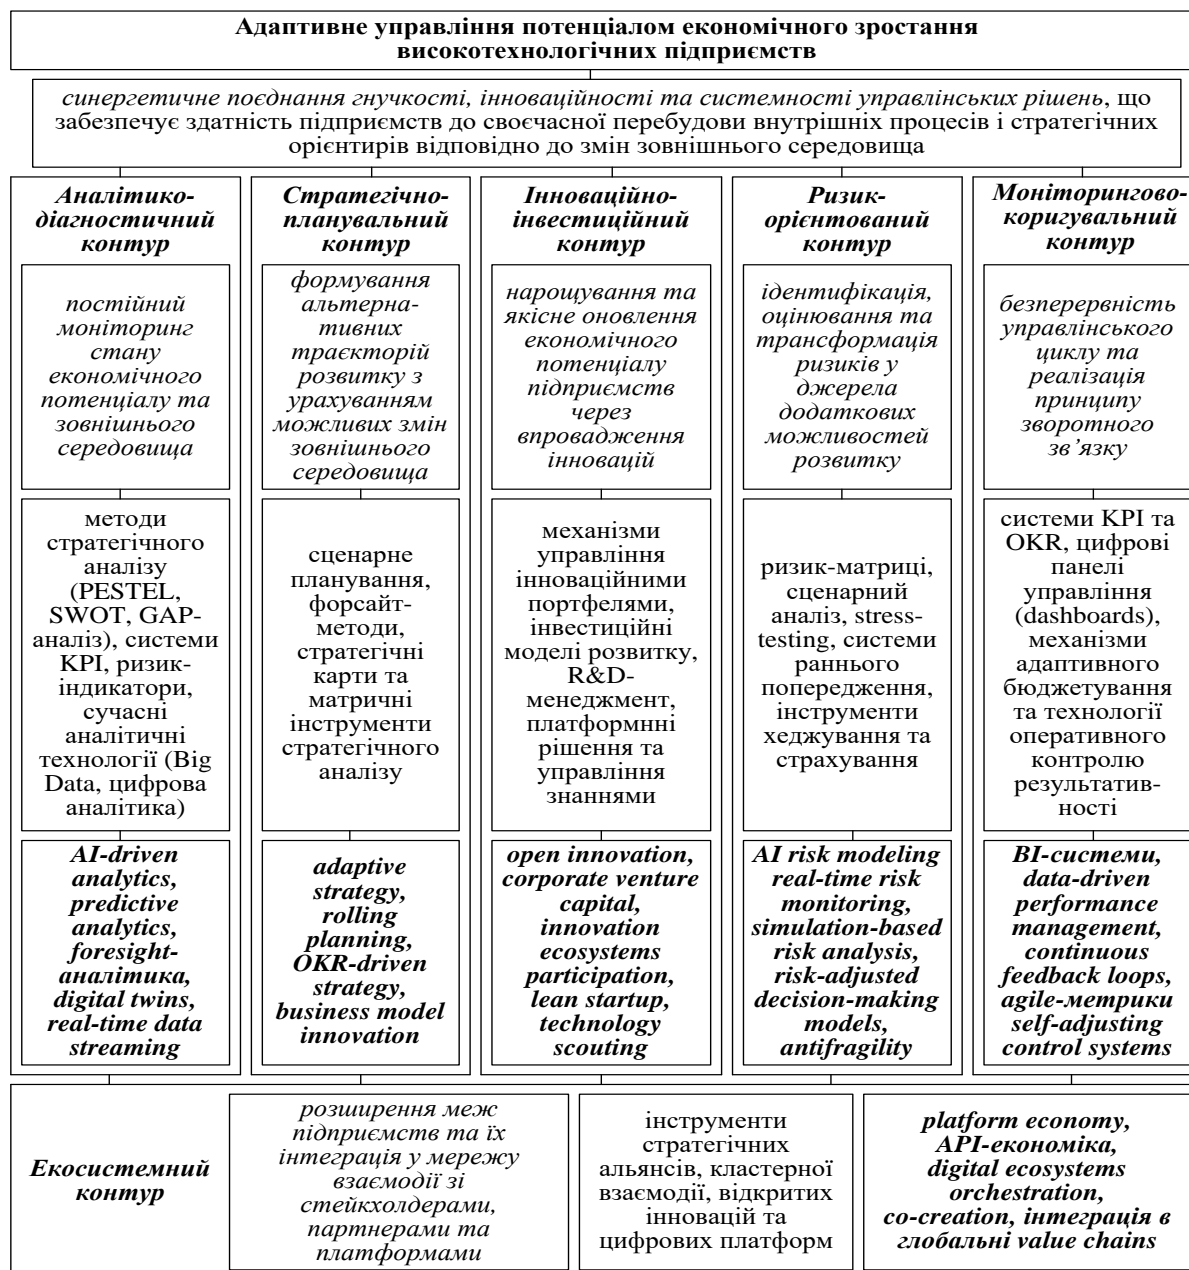 Адаптивне управління потенціалом економічного зростання
високотехнологічних підприємств
синергетичне поєднання гнучкості, інноваційності та системності управлінських рішень, що
забезпечує здатність підприємств до своєчасної перебудови внутрішніх процесів і стратегічних
орієнтирів відповідно до змін зовнішнього середовища
Аналітико-
діагностичний
контур
постійний
моніторинг
стану
економічного
потенціалу та
зовнішнього
середовища
методи
стратегічного
аналізу
(PESTEL,
SWOT, GAP-
аналіз), системи
KPI, ризик-
індикатори,
сучасні
аналітичні
технології (Big
Data, цифрова
аналітика)
AI-driven
analytics,
predictive
analytics,
foresight-
аналітика,
digital twins,
real-time data
streaming
Стратегічно-
планувальний
контур
формування
альтерна-
тивних
траєкторій
розвитку з
урахуванням
можливих змін
зовнішнього
середовища
сценарне
планування,
форсайт-
методи,
стратегічні
карти та
матричні
інструменти
стратегічного
аналізу
adaptive
strategy,
rolling
planning,
OKR-driven
strategy,
business model
innovation
Інноваційно-
інвестиційний
контур
нарощування та
якісне оновлення
економічного
потенціалу
підприємств
через
впровадження
інновацій
механізми
управління
інноваційними
портфелями,
інвестиційні
моделі розвитку,
R&D-
менеджмент,
платформнні
рішення та
управління
знаннями
open innovation,
corporate venture
capital,
innovation
ecosystems
participation,
lean startup,
technology
scouting
Ризик-
орієнтований
контур
ідентифікація,
оцінювання та
трансформація
ризиків у
джерела
додаткових
можливостей
розвитку
ризик-матриці,
сценарний
аналіз, stress-
testing, системи
раннього
попередження,
інструменти
хеджування та
страхування
AI risk modeling
real-time risk
monitoring,
simulation-based
risk analysis,
risk-adjusted
decision-making
models,
antifragility
Моніторингово-
коригувальний
контур
безперервність
управлінського
циклу та
реалізація
принципу
зворотного
зв’язку
системи KPI та
OKR, цифрові
панелі
управління
(dashboards),
механізми
адаптивного
бюджетування
та технології
оперативного
контролю
результатив-
ності
BI-системи,
data-driven
performance
management,
continuous
feedback loops,
agile-метрики
self-adjusting
control systems
Екосистемний
контур
розширення меж
підприємств та їх
інтеграція у мережу
взаємодії зі
стейкхолдерами,
партнерами та
платформами
інструменти
стратегічних
альянсів, кластерної
взаємодії, відкритих
інновацій та
цифрових платформ
platform economy,
API-економіка,
digital ecosystems
orchestration,
co-creation, інтеграція в
глобальні value chains